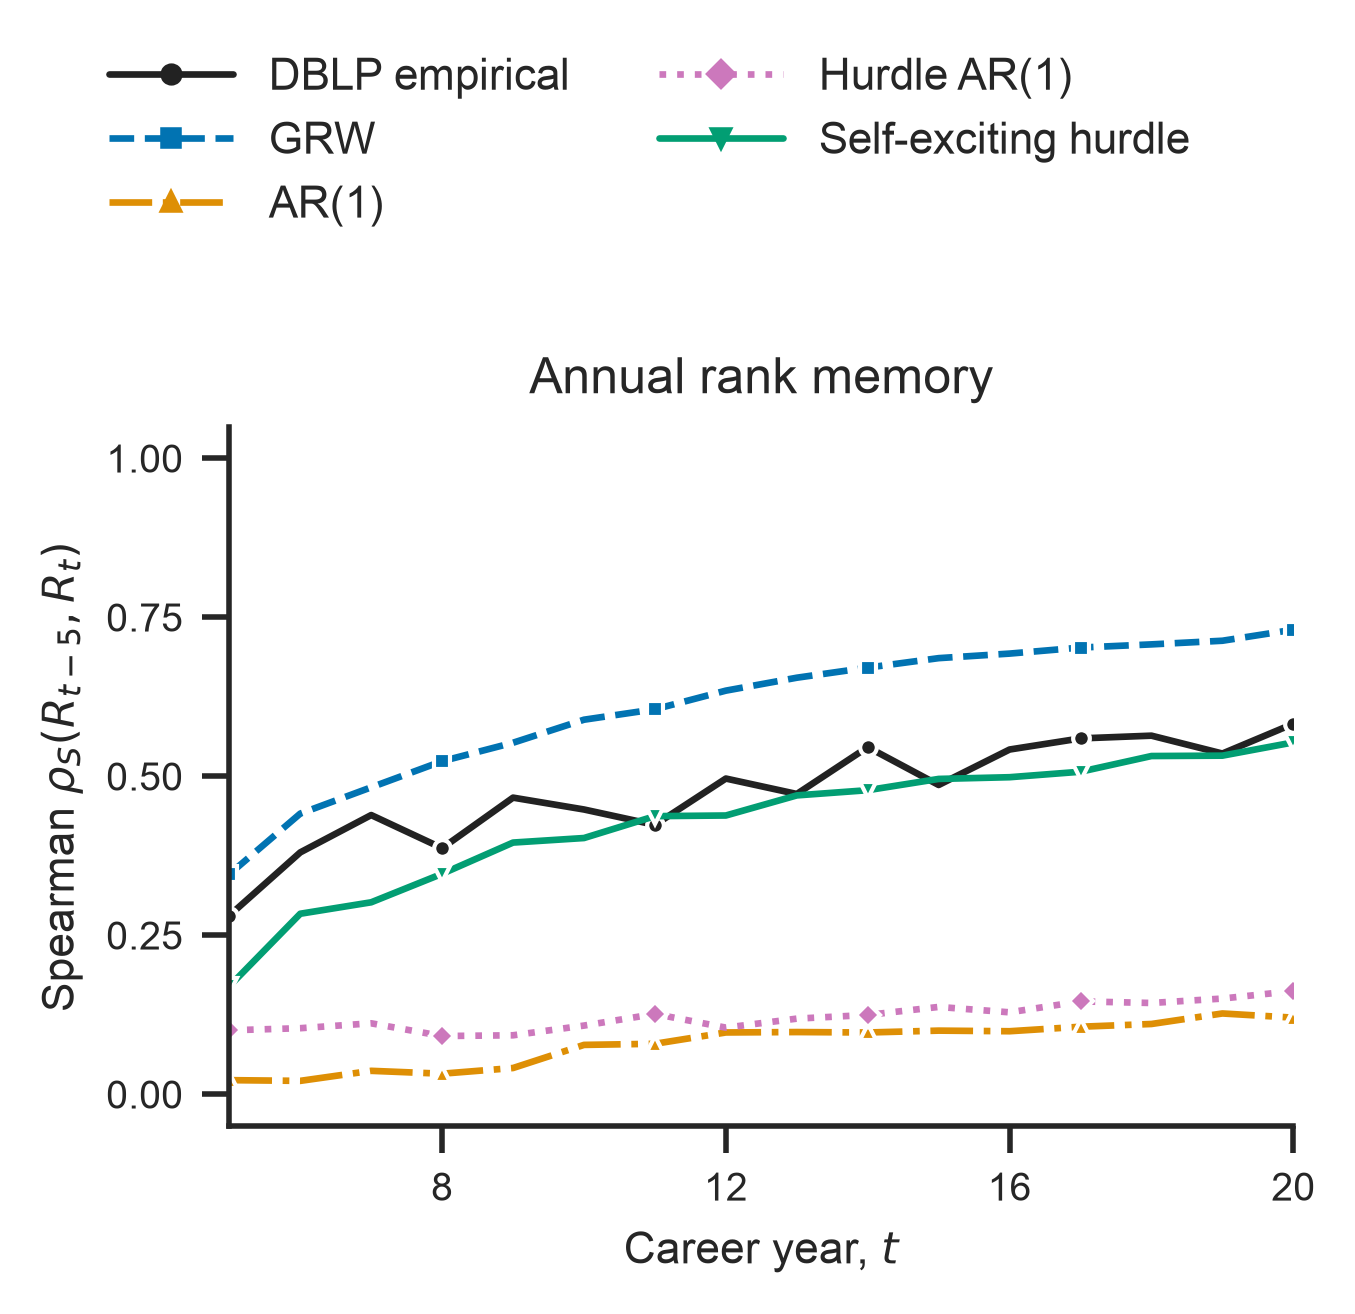 DBLP empirical
GRW
AR(1)
Hurdle AR(1)
Self-exciting hurdle
Annual rank memory
Spearman ρS(Rt − 5, Rt)
1.00
0.75
0.50
0.25
0.00
8 12 16 20
Career year, t